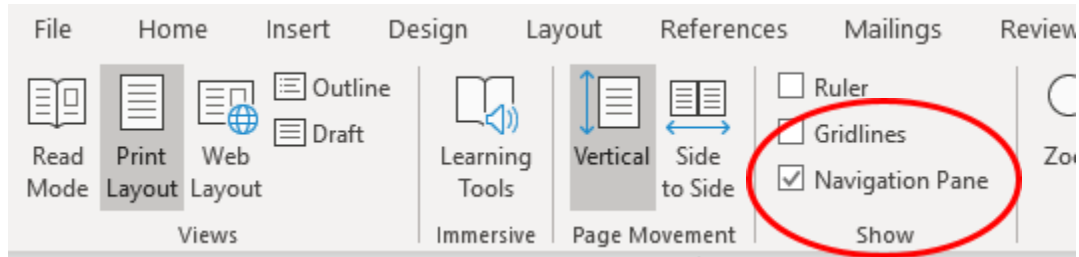 File Home Insert Design Layout References Mailings Review
Read Mode
Print Layout
Web Layout
Outline
Draft
Views
Learning Tools
Immersive
Vertical
Side to Side
Page Movement
Ruler
Gridlines
Navigation Pane
Show